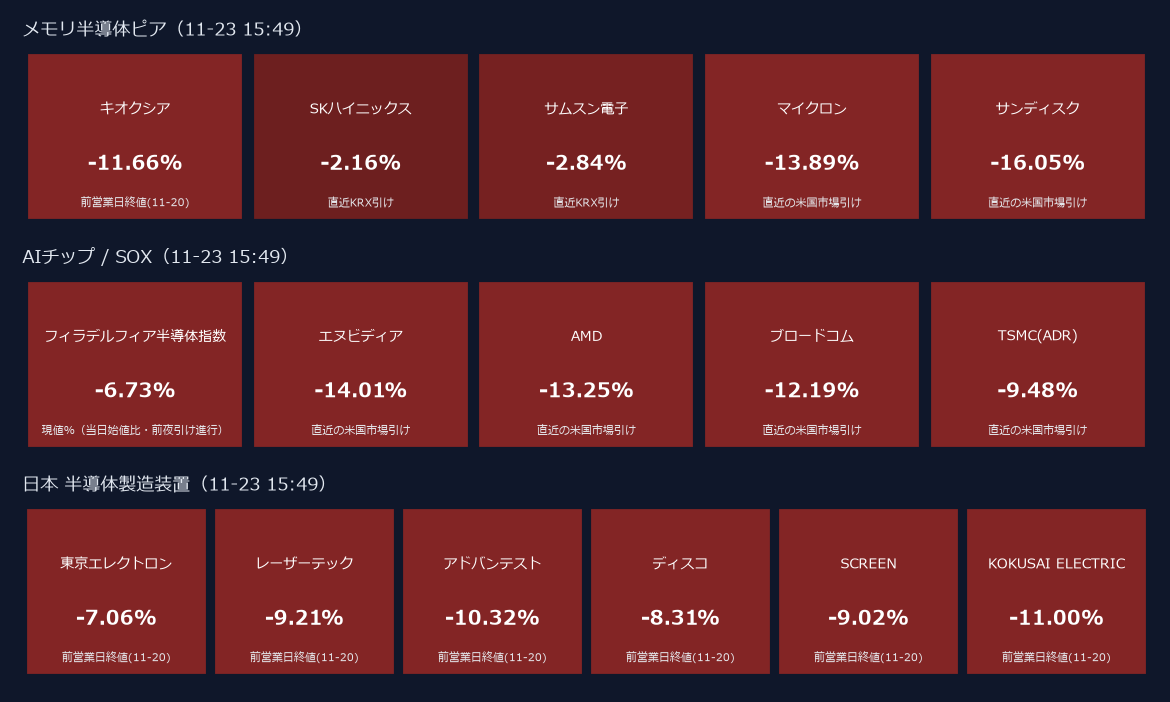 メモリ半導体ピア（11-23 15:49）
キオクシア
-11.66%
前営業日終値(11-20)
SKハイニックス
-2.16%
直近KRX引け
サムスン電子
-2.84%
直近KRX引け
マイクロン
-13.89%
直近の米国市場引け
サンディスク
-16.05%
直近の米国市場引け
AIチップ / SOX（11-23 15:49）
フィラデルフィア半導体指数
-6.73%
現値%（当日始値比・前夜引け進行）
エヌビディア
-14.01%
直近の米国市場引け
AMD
-13.25%
直近の米国市場引け
ブロードコム
-12.19%
直近の米国市場引け
TSMC(ADR)
-9.48%
直近の米国市場引け
日本 半導体製造装置（11-23 15:49）
東京エレクトロン
-7.06%
前営業日終値(11-20)
レーザーテック
-9.21%
前営業日終値(11-20)
アドバンテスト
-10.32%
前営業日終値(11-20)
ディスコ
-8.31%
前営業日終値(11-20)
SCREEN
-9.02%
前営業日終値(11-20)
KOKUSAI ELECTRIC
-11.00%
前営業日終値(11-20)